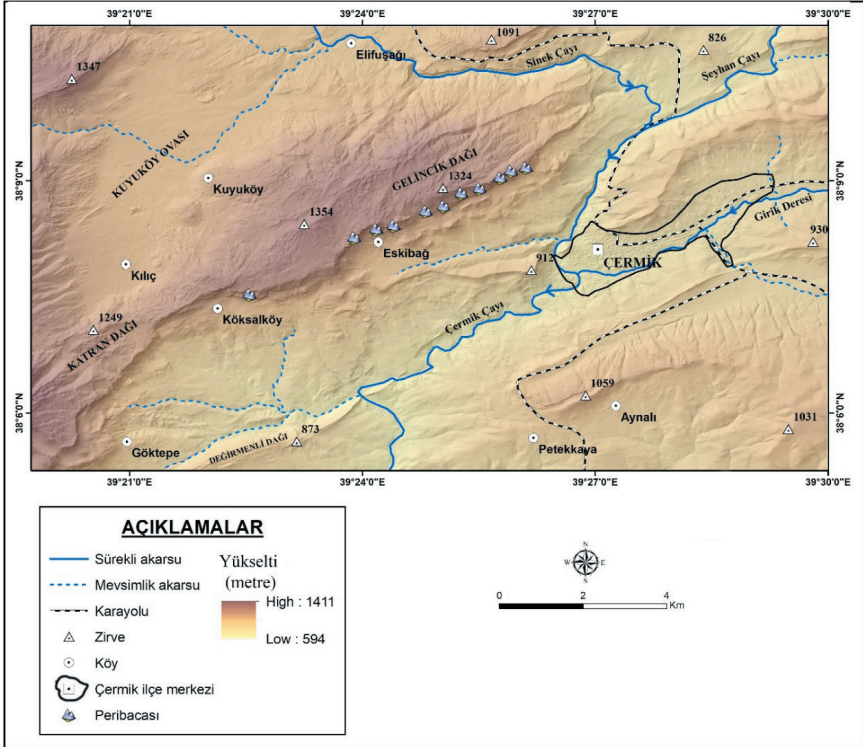 39°21'0"E
39°24'0"E
39°27'0"E
39°30'0"E
1091
826
Elifuşağı
Sinek Çayı
Şeyhan Çayı
1347
38°9'0"N
38°9'0"N
KUYUKÖY OVASI
Kuyuköy
GELİNCİK DAĞI
1324
1354
Girik Deresi
930
Eskibağ
912
ÇERMİK
Kılıç
Köksalköy
Çermik Çayı
1249
KATRAN DAĞI
38°6'0"N
38°6'0"N
1059
Aynalı
1031
873
Göktepe
DEĞİRMENLİ DAĞI
Petekkaya
39°21'0"E
39°24'0"E
39°27'0"E
39°30'0"E
AÇIKLAMALAR
Sürekli akarsu
Mevsimlik akarsu
Karayolu
Zirve
Köy
Çermik ilçe merkezi
Peribacası
Yükselti
(metre)
High : 1411
Low : 594
N
W
E
S
0
2
4
Km